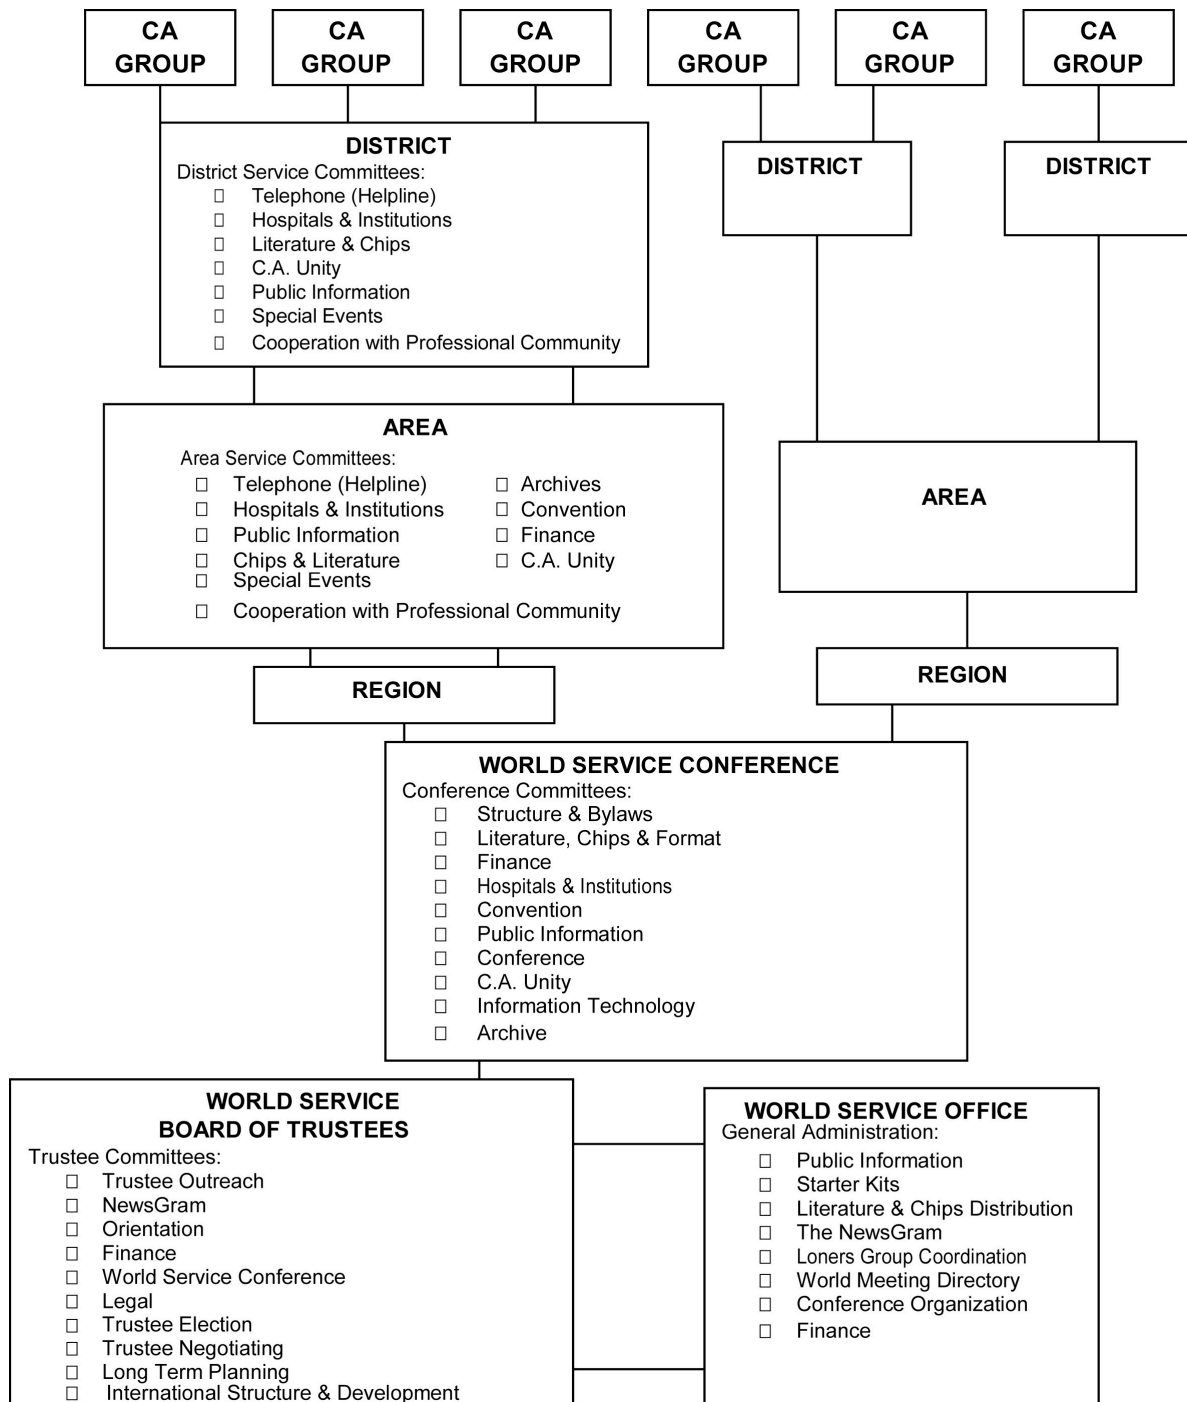 CA
GROUP
CA
GROUP
CA
GROUP
CA
GROUP
CA
GROUP
CA
GROUP
DISTRICT
District Service Committees:
Telephone (Helpline)
Hospitals & Institutions
Literature & Chips
C.A. Unity
Public Information
Special Events
Cooperation with Professional Community
DISTRICT
DISTRICT
AREA
Area Service Committees:
Telephone (Helpline)
Hospitals & Institutions
Public Information
Chips & Literature
Special Events
Cooperation with Professional Community
Archives
Convention
Finance
C.A. Unity
AREA
REGION
REGION
WORLD SERVICE CONFERENCE
Conference Committees:
Structure & Bylaws
Literature, Chips & Format
Finance
Hospitals & Institutions
Convention
Public Information
Conference
C.A. Unity
Information Technology
Archive
WORLD SERVICE
BOARD OF TRUSTEES
Trustee Committees:
Trustee Outreach
NewsGram
Orientation
Finance
World Service Conference
Legal
Trustee Election
Trustee Negotiating
Long Term Planning
International Structure & Development
WORLD SERVICE OFFICE
General Administration:
Public Information
Starter Kits
Literature & Chips Distribution
The NewsGram
Loners Group Coordination
World Meeting Directory
Conference Organization
Finance